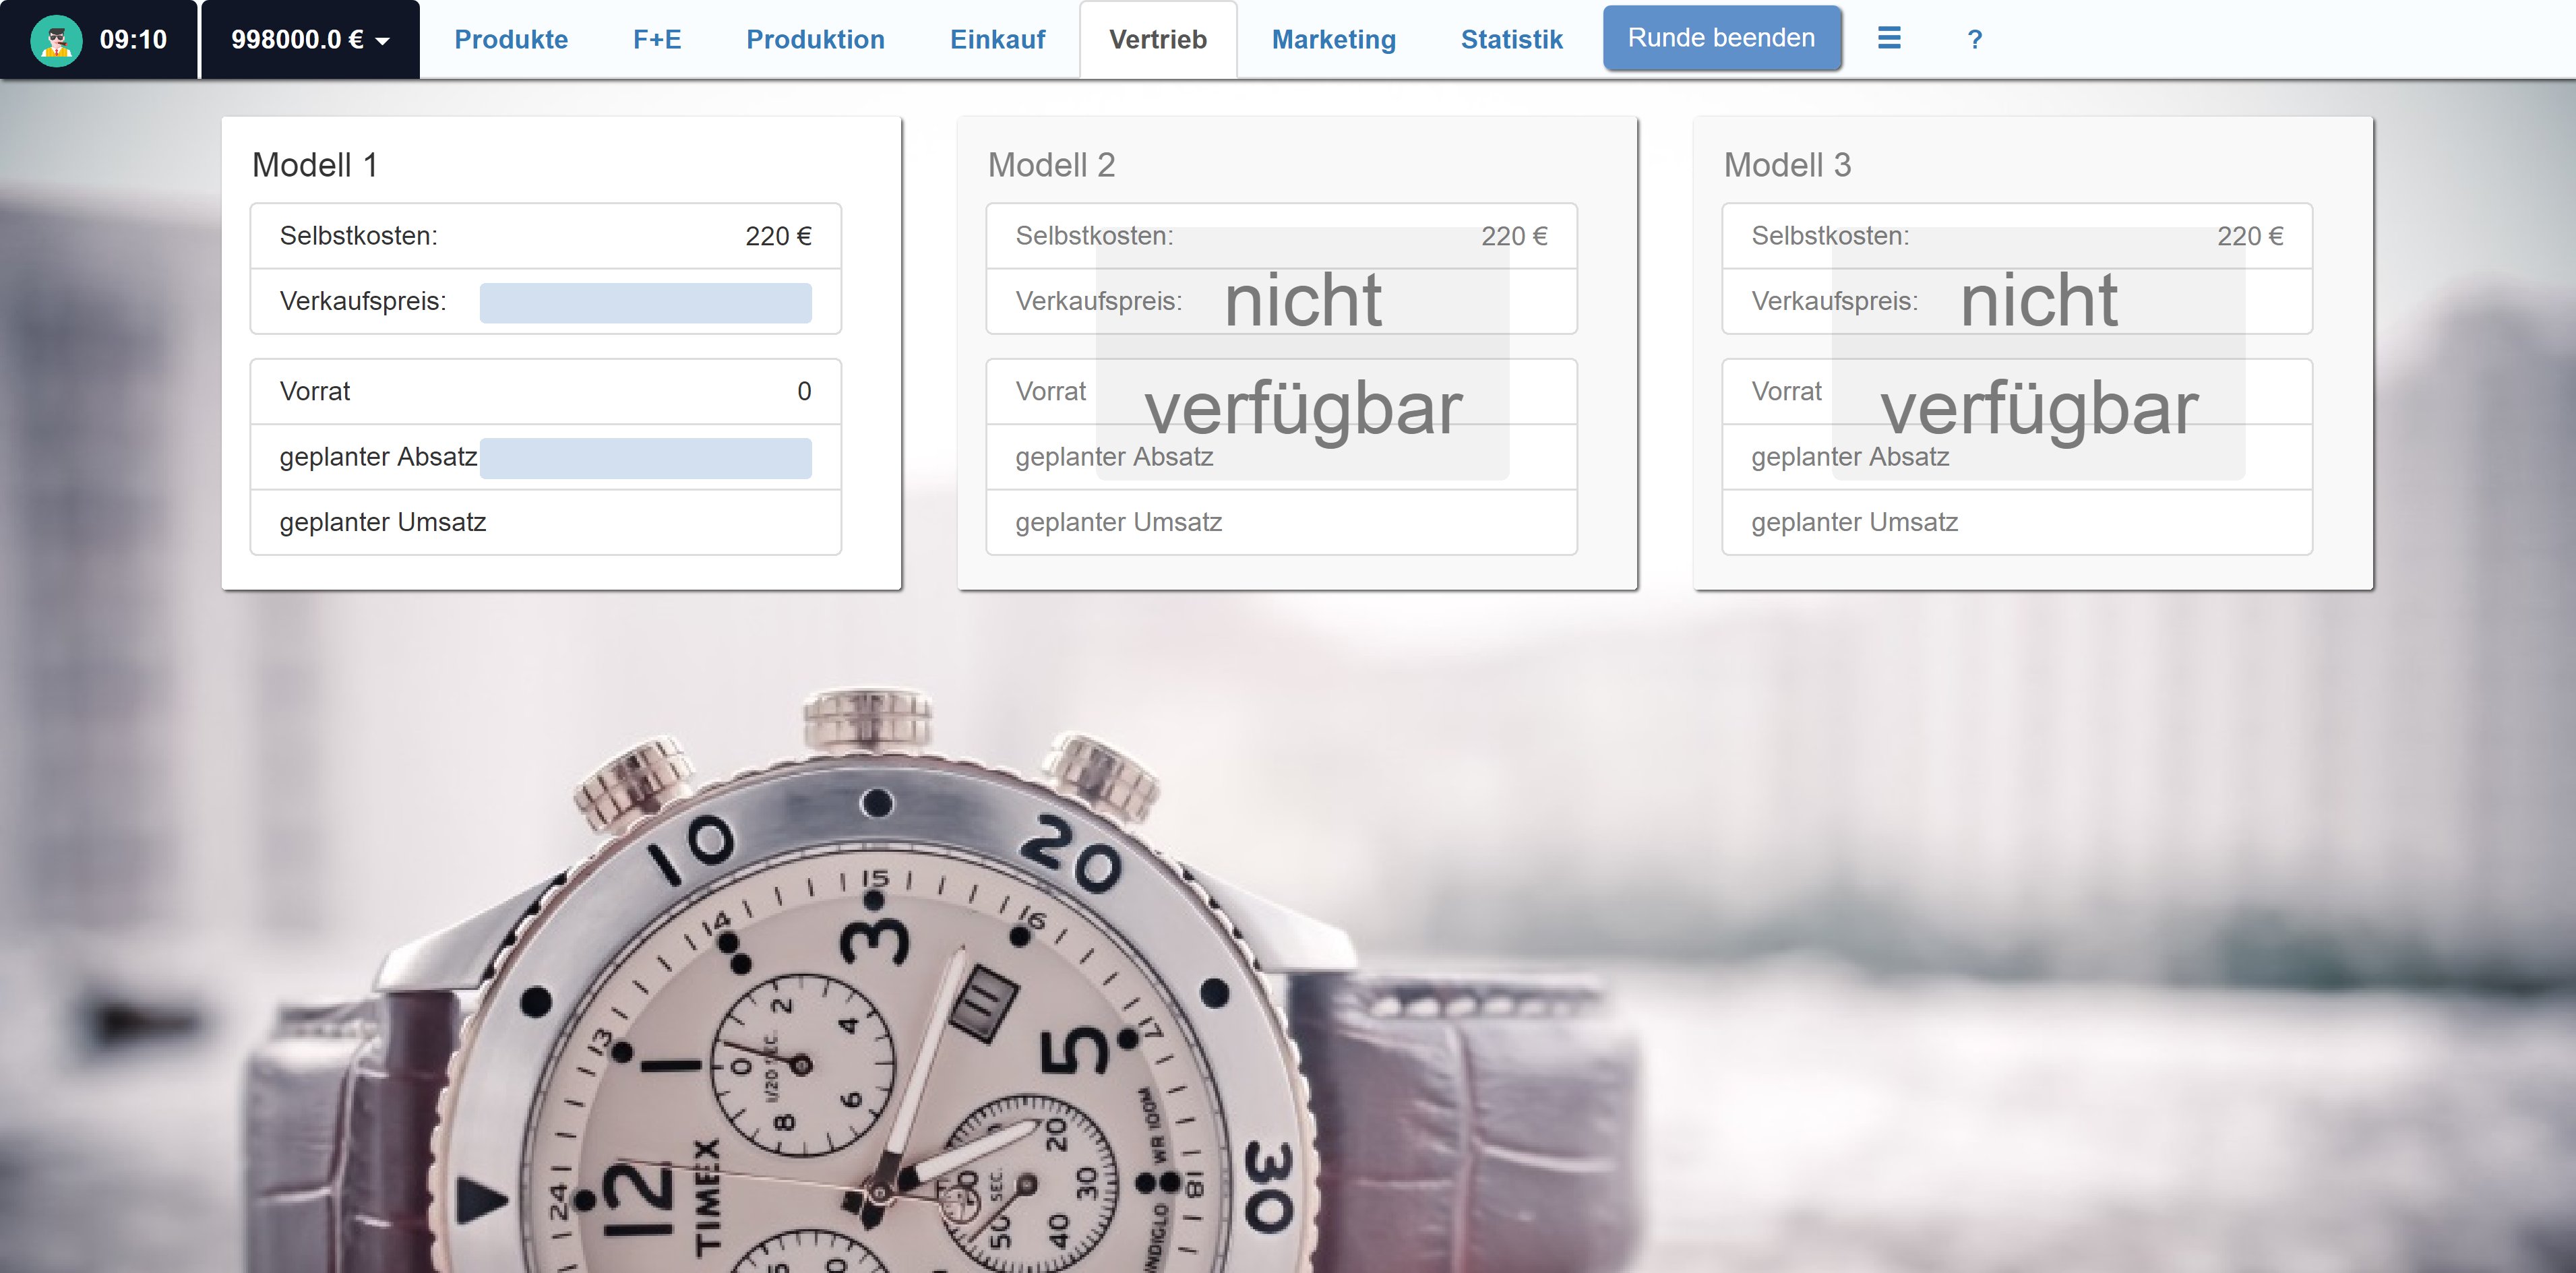 09:10 998000.0 € Produkte F+E Produktion Einkauf Vertrieb Marketing Statistik Runde beenden ?
Modell 1
Selbstkosten: 220 €
Verkaufspreis:
Vorrat 0
geplanter Absatz
geplanter Umsatz
Modell 2
Selbstkosten: 220 €
Verkaufspreis:
Vorrat
geplanter Absatz
geplanter Umsatz
nicht
verfügbar
Modell 3
Selbstkosten: 220 €
Verkaufspreis:
Vorrat
geplanter Absatz
geplanter Umsatz
nicht
verfügbar
10
20
30
13
14
15
16
17
18
24
12
1
3
5
TIMEX
0
2
4
6
8
1/20 SEC.
20
30
40
50
SEC.
WR 100M
INDIGLO